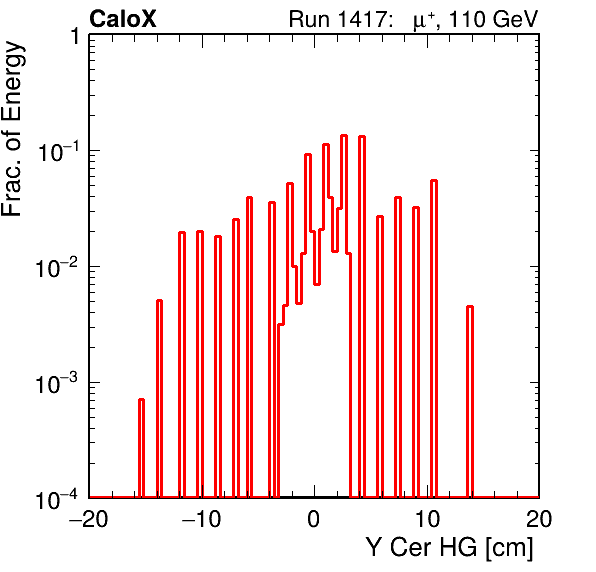 CaloX Run 1417: μ⁺, 110 GeV
Frac. of Energy
1
10⁻¹
10⁻²
10⁻³
10⁻⁴
−20 −10 0 10 20
Y Cer HG [cm]